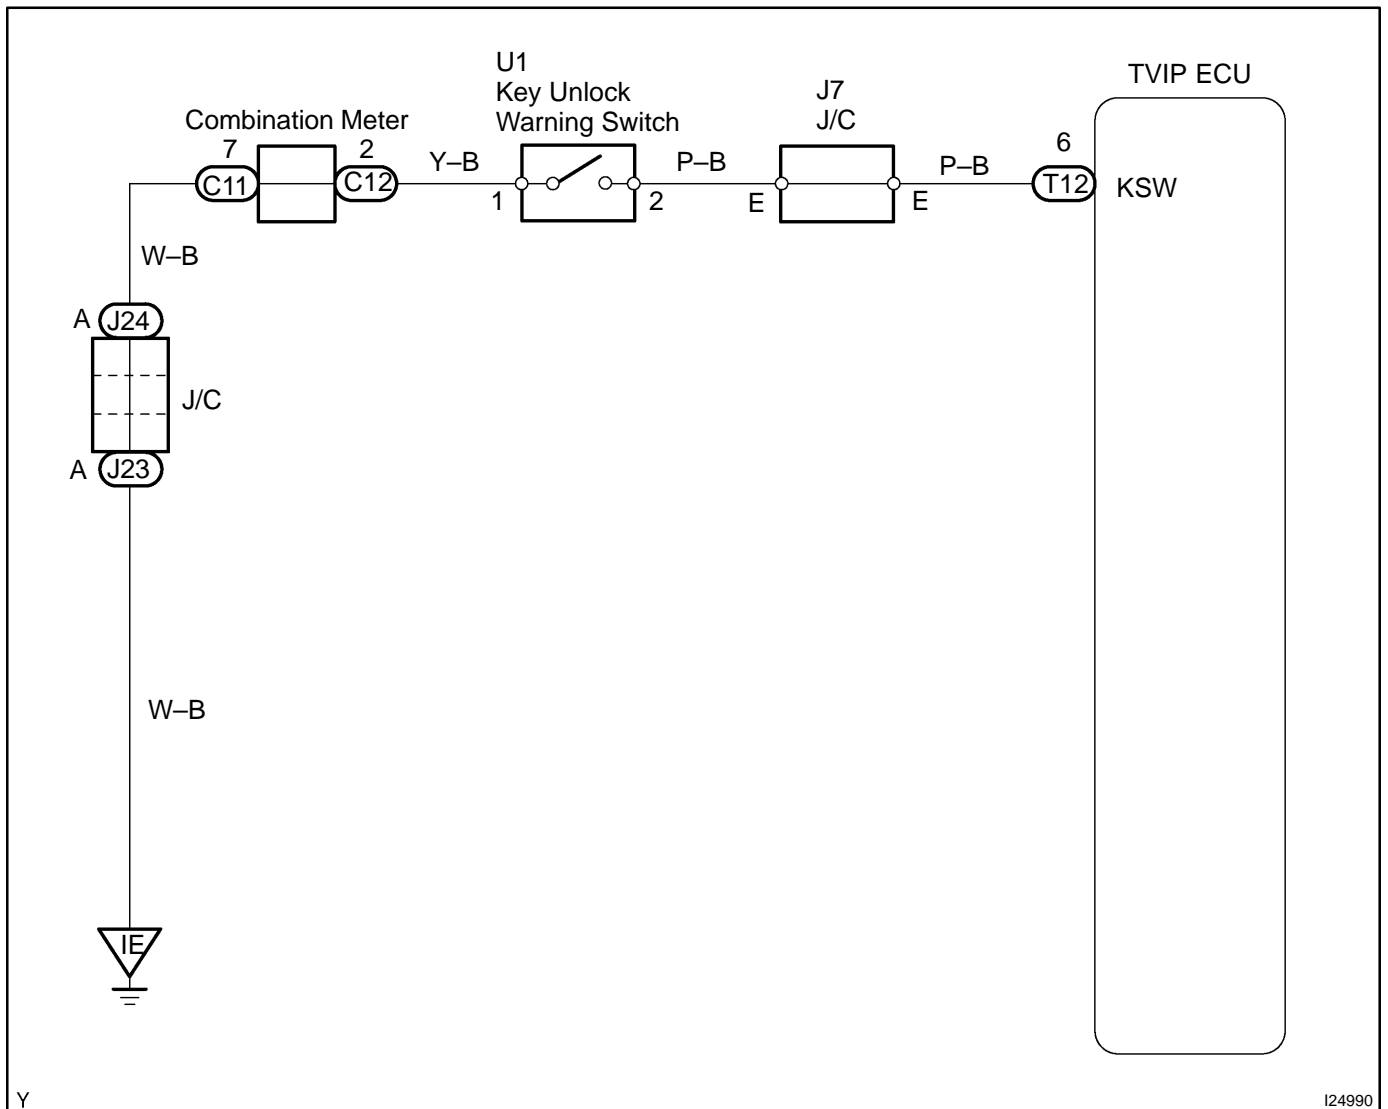 U1
Key Unlock
Warning Switch
J7
J/C
TVIP ECU
Combination Meter
7
2
6
C11
C12
Y–B
P–B
P–B
T12
KSW
1
2
E
E
W–B
A
J24
J/C
A
J23
W–B
IE
Y
I24990